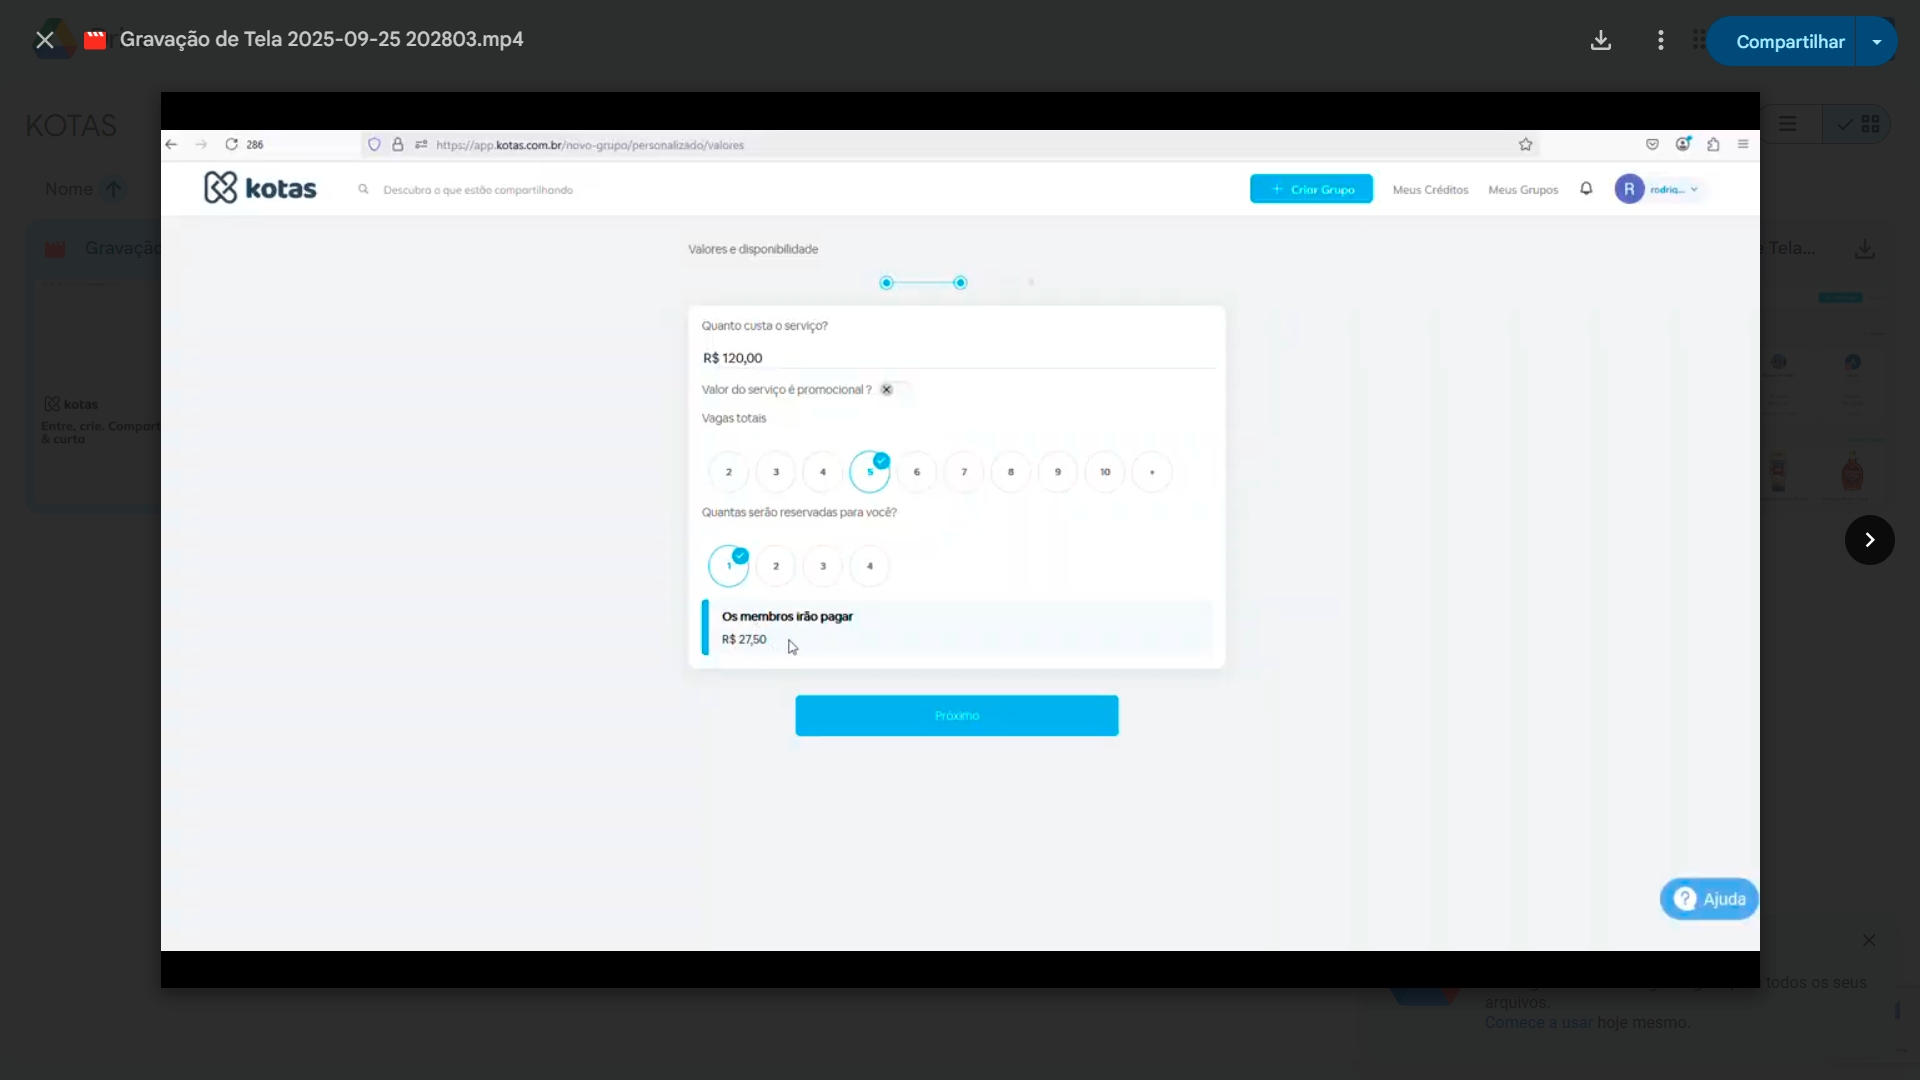 Gravação de Tela 2025-09-25 202803.mp4
Compartilhar
KOTAS
Nome
Gravação
Tela...
kotas
Entre, crie. Compart
& curta
286
https://app.kotas.com.br/novo-grupo/personalizado/valores
kotas
Descubra o que estão compartilhando
+ Criar Grupo
Meus Créditos
Meus Grupos
R
rodriq...
Valores e disponibilidade
Quanto custa o serviço?
R$ 120,00
Valor do serviço é promocional ?
Vagas totais
2 3 4 5 6 7 8 9 10 +
Quantas serão reservadas para você?
1 2 3 4
Os membros irão pagar
R$ 27,50
Próximo
? Ajuda
todos os seus
arquivos.
Comece a usar hoje mesmo.